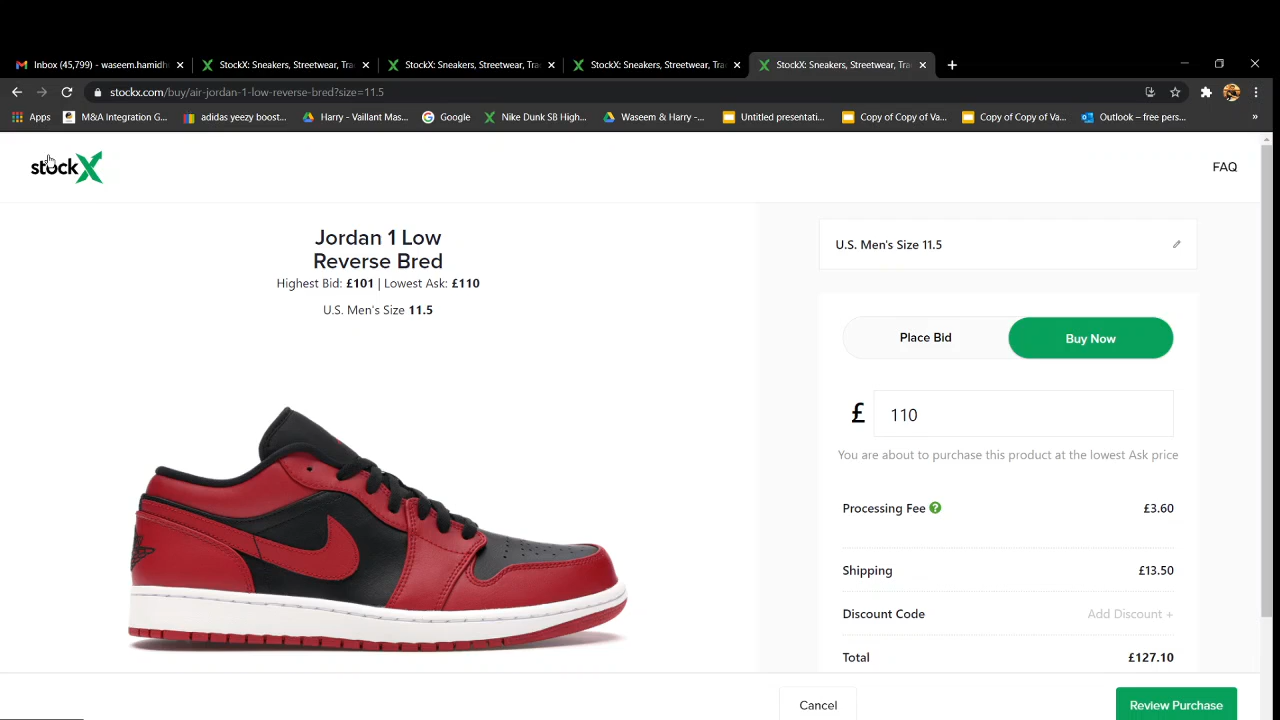 Inbox (45,799) - waseem.hamidh
StockX: Sneakers, Streetwear, Tra
StockX: Sneakers, Streetwear, Tra
StockX: Sneakers, Streetwear, Tra
StockX: Sneakers, Streetwear, Tra
stockx.com/buy/air-jordan-1-low-reverse-bred?size=11.5
Apps
M&A Integration G...
adidas yeezy boost...
Harry - Vaillant Mas...
Google
Nike Dunk SB High...
Waseem & Harry -...
Untitled presentati...
Copy of Copy of Va...
Copy of Copy of Va...
Outlook – free pers...
»
stockX
FAQ
Jordan 1 Low
Reverse Bred
Highest Bid: £101 | Lowest Ask: £110
U.S. Men's Size 11.5
U.S. Men's Size 11.5
Place Bid
Buy Now
£ 110
You are about to purchase this product at the lowest Ask price
Processing Fee ? £3.60
Shipping £13.50
Discount Code Add Discount +
Total £127.10
Cancel
Review Purchase